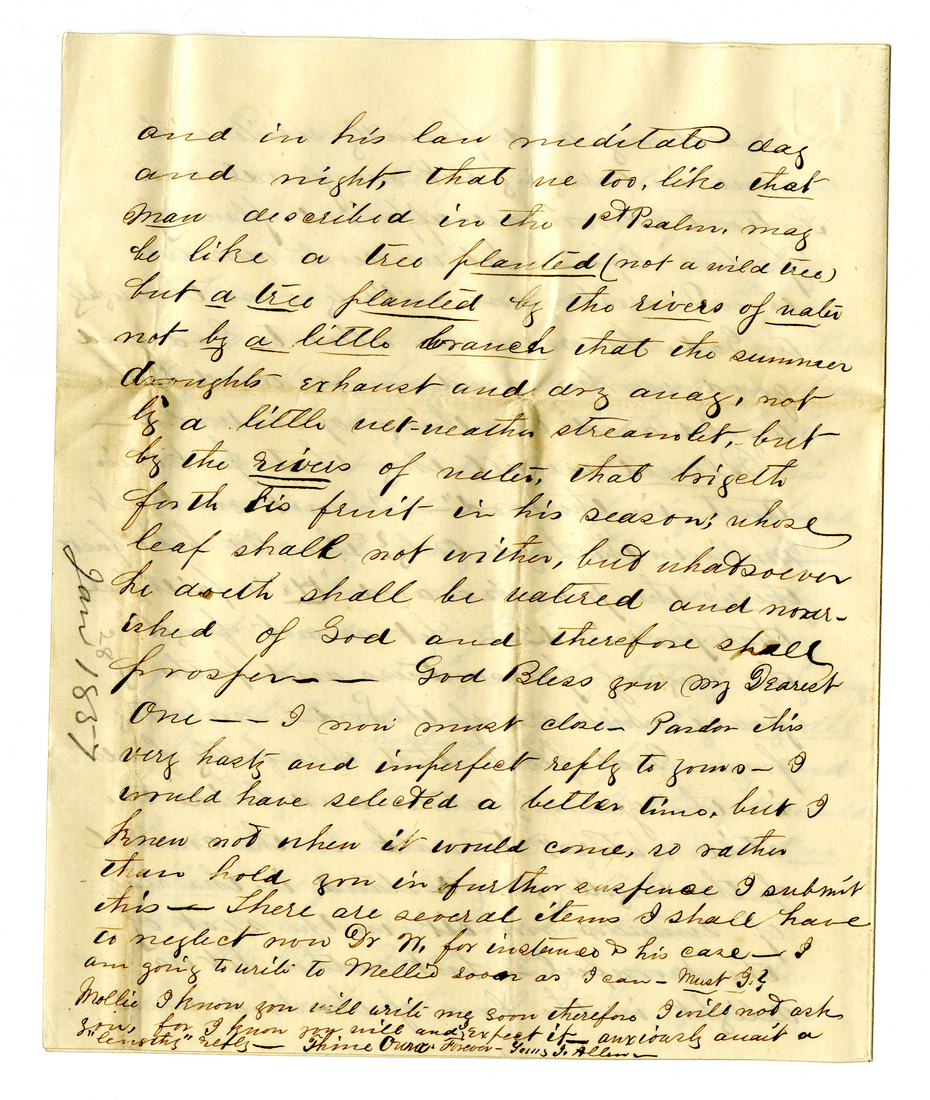 and in his law meditate day
and night, that we too, like that
man described in the 1st Psalm, may
be like a tree planted (not a wild tree)
but a tree planted by the rivers of water
not by a little branch that the summer
droughts exhaust and dry away, not
by a little wet-weather streamlet, but
by the rivers of water, that brigeth
forth his fruit in his season; whose
leaf shall not wither, but whatsoever
he doeth shall be watered and nour-
ished of God and therefore shall
prosper — — God Bless you my Dearest
One — — I now must close — Pardon this
very hasty and imperfect reply to yours — I
would have selected a better time, but I
knew not when it would come, so rather
than hold you in further suspense I submit
this — There are several items I shall have
to neglect now Dr W. for instance & his case — I
am going to write to Mellie soon as I can — Must I?
Mollie I know you will write me soon therefore I will not ask
you, for I know you will and expect it — anxiously await a
"lengthy" reply — Thine Forever — Allen —
Jan 28 1857